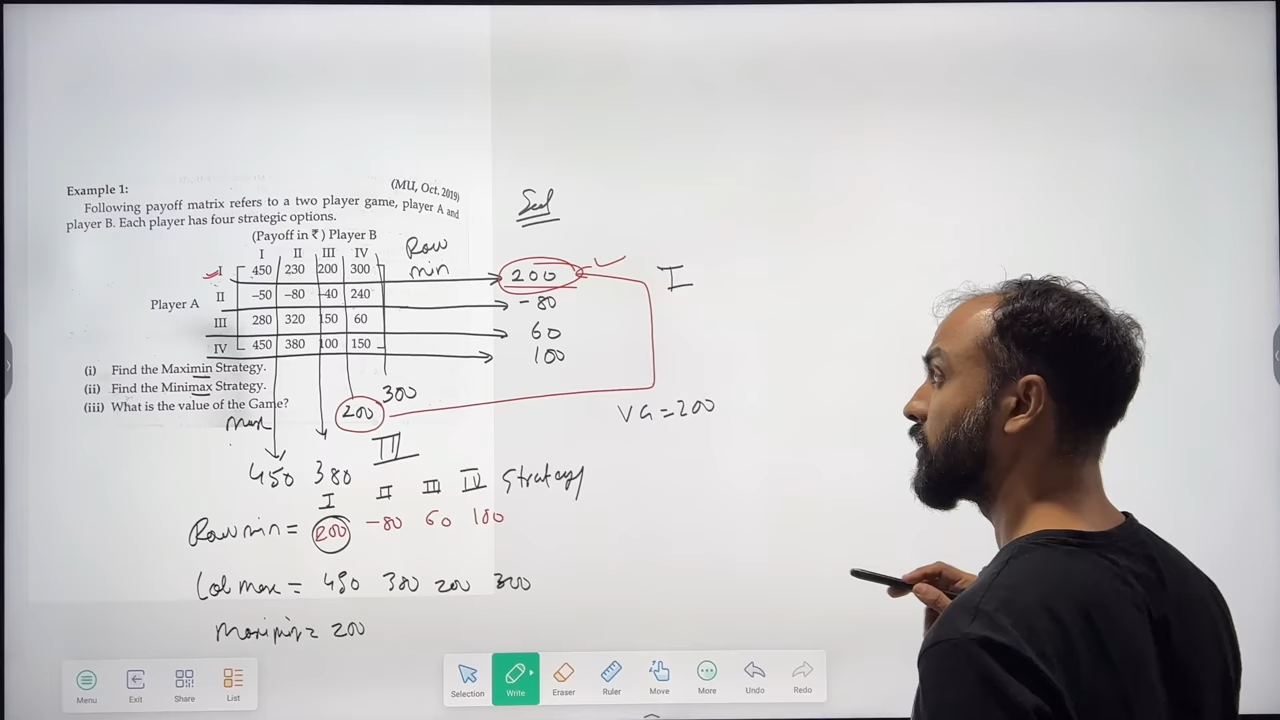 Example 1: (MU, Oct. 2019)
Following payoff matrix refers to a two player game, player A and
player B. Each player has four strategic options.
(Payoff in ₹) Player B
I II III IV Row
I 450 230 200 300 min 200 I
II -50 -80 -40 240 -80
Player A
III 280 320 150 60 60
IV 450 380 100 150 100
(i) Find the Maximin Strategy.
(ii) Find the Minimax Strategy.
(iii) What is the value of the Game?
max
200 300
VG = 200
III
450 380
I II III IV Strategy
Row min = 200 -80 60 100
Col max = 450 380 200 300
Maximin = 200
Menu Exit Share List Selection Write Eraser Ruler Move More Undo Redo